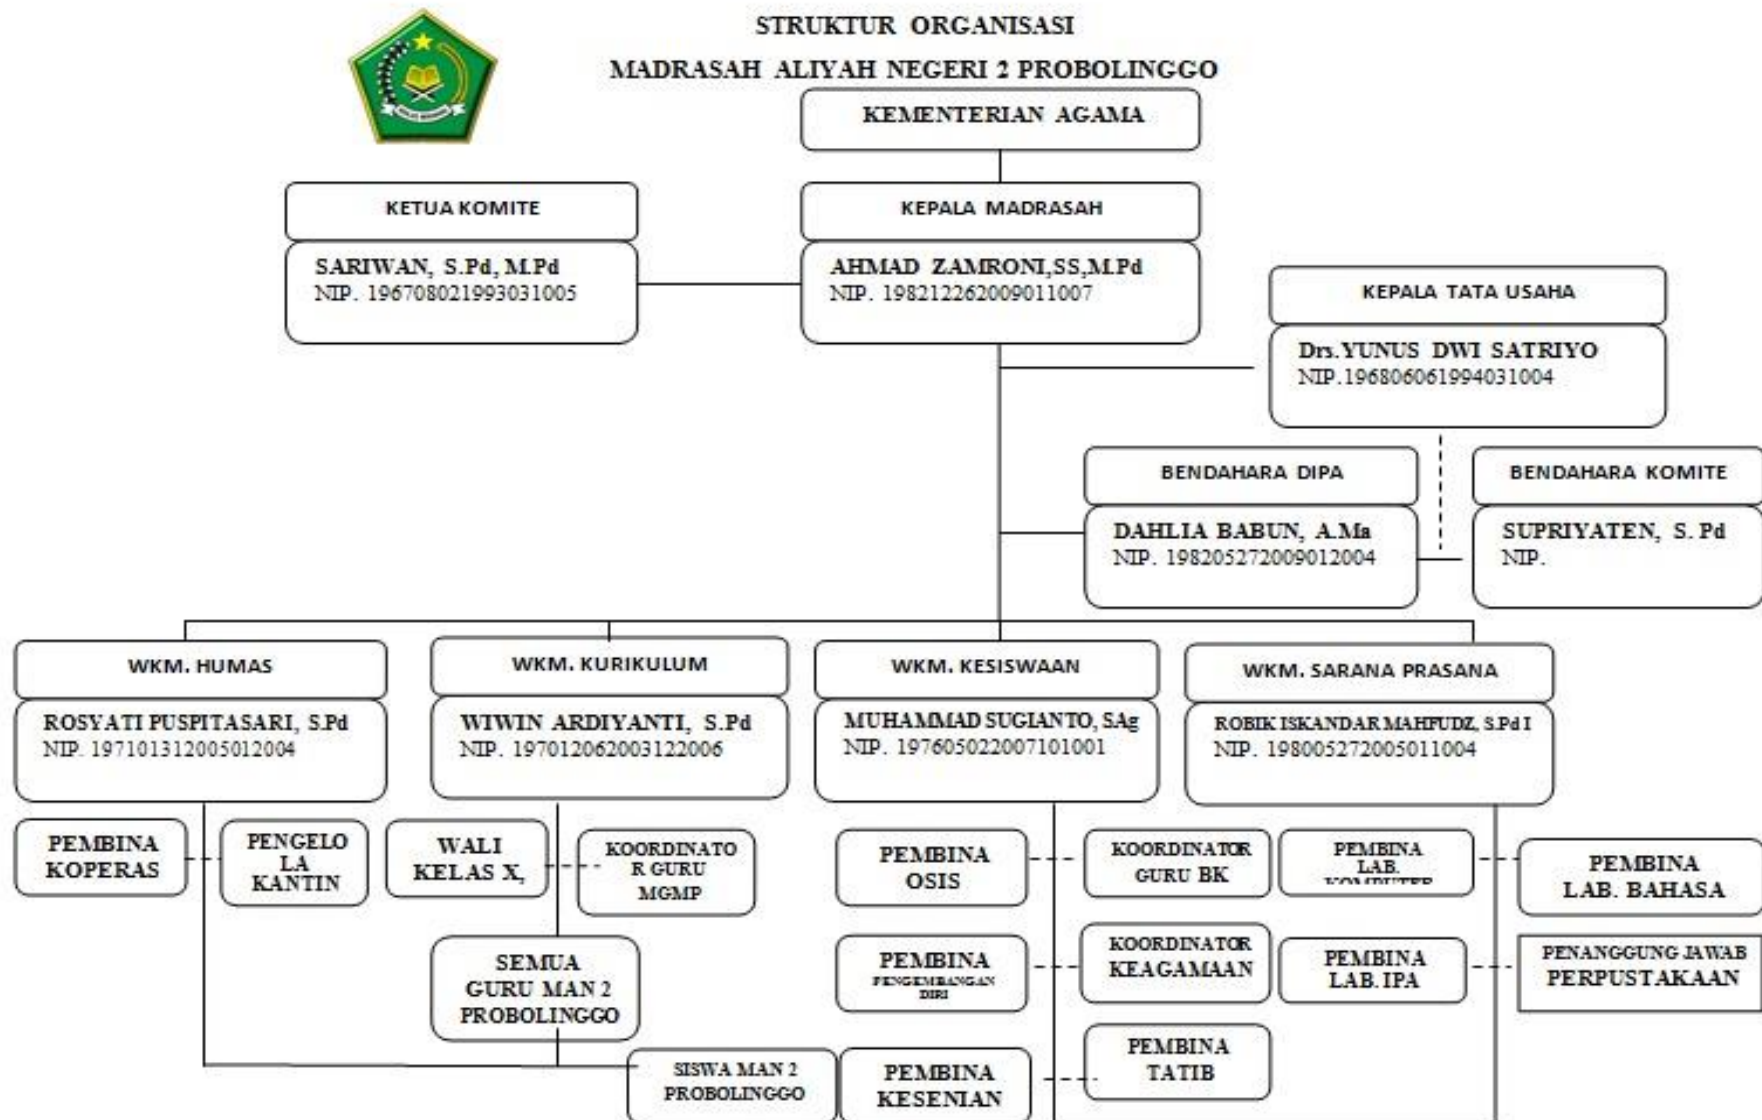 STRUKTUR ORGANISASI
MADRASAH ALIYAH NEGERI 2 PROBOLINGGO
KEMENTERIAN AGAMA
KETUA KOMITE
SARIWAN, S.Pd, M.Pd
NIP. 196708021993031005
KEPALA MADRASAH
AHMAD ZAMRONI,SS,M.Pd
NIP. 198212262009011007
KEPALA TATA USAHA
Drs.YUNUS DWI SATRIYO
NIP.196806061994031004
BENDAHARA DIPA
DAHLIA BABUN, A.Ma
NIP. 198205272009012004
BENDAHARA KOMITE
SUPRIYATEN, S. Pd
NIP.
WKM. HUMAS
ROSYATI PUSPITASARI, S.Pd
NIP. 197101312005012004
WKM. KURIKULUM
WIWIN ARDIYANTI, S.Pd
NIP. 197012062003122006
WKM. KESISWAAN
MUHAMMAD SUGIANTO, S.Ag
NIP. 197605022007101001
WKM. SARANA PRASANA
ROBIK ISKANDAR MAHFUDZ, S.Pd I
NIP. 198005272005011004
PEMBINA
KOPERAS
PENGELO
LA
KANTIN
WALI
KELAS X,
KOORDINATO
R GURU
MGMP
PEMBINA
OSIS
KOORDINATOR
GURU BK
PEMBINA
LAB.
KOMPUTER
PEMBINA
LAB. BAHASA
SEMUA
GURU MAN 2
PROBOLINGGO
PEMBINA
PENGEMBANGAN
DIRI
KOORDINATOR
KEAGAMAAN
PEMBINA
LAB. IPA
PENANGGUNG JAWAB
PERPUSTAKAAN
SISWA MAN 2
PROBOLINGGO
PEMBINA
KESENIAN
PEMBINA
TATIB